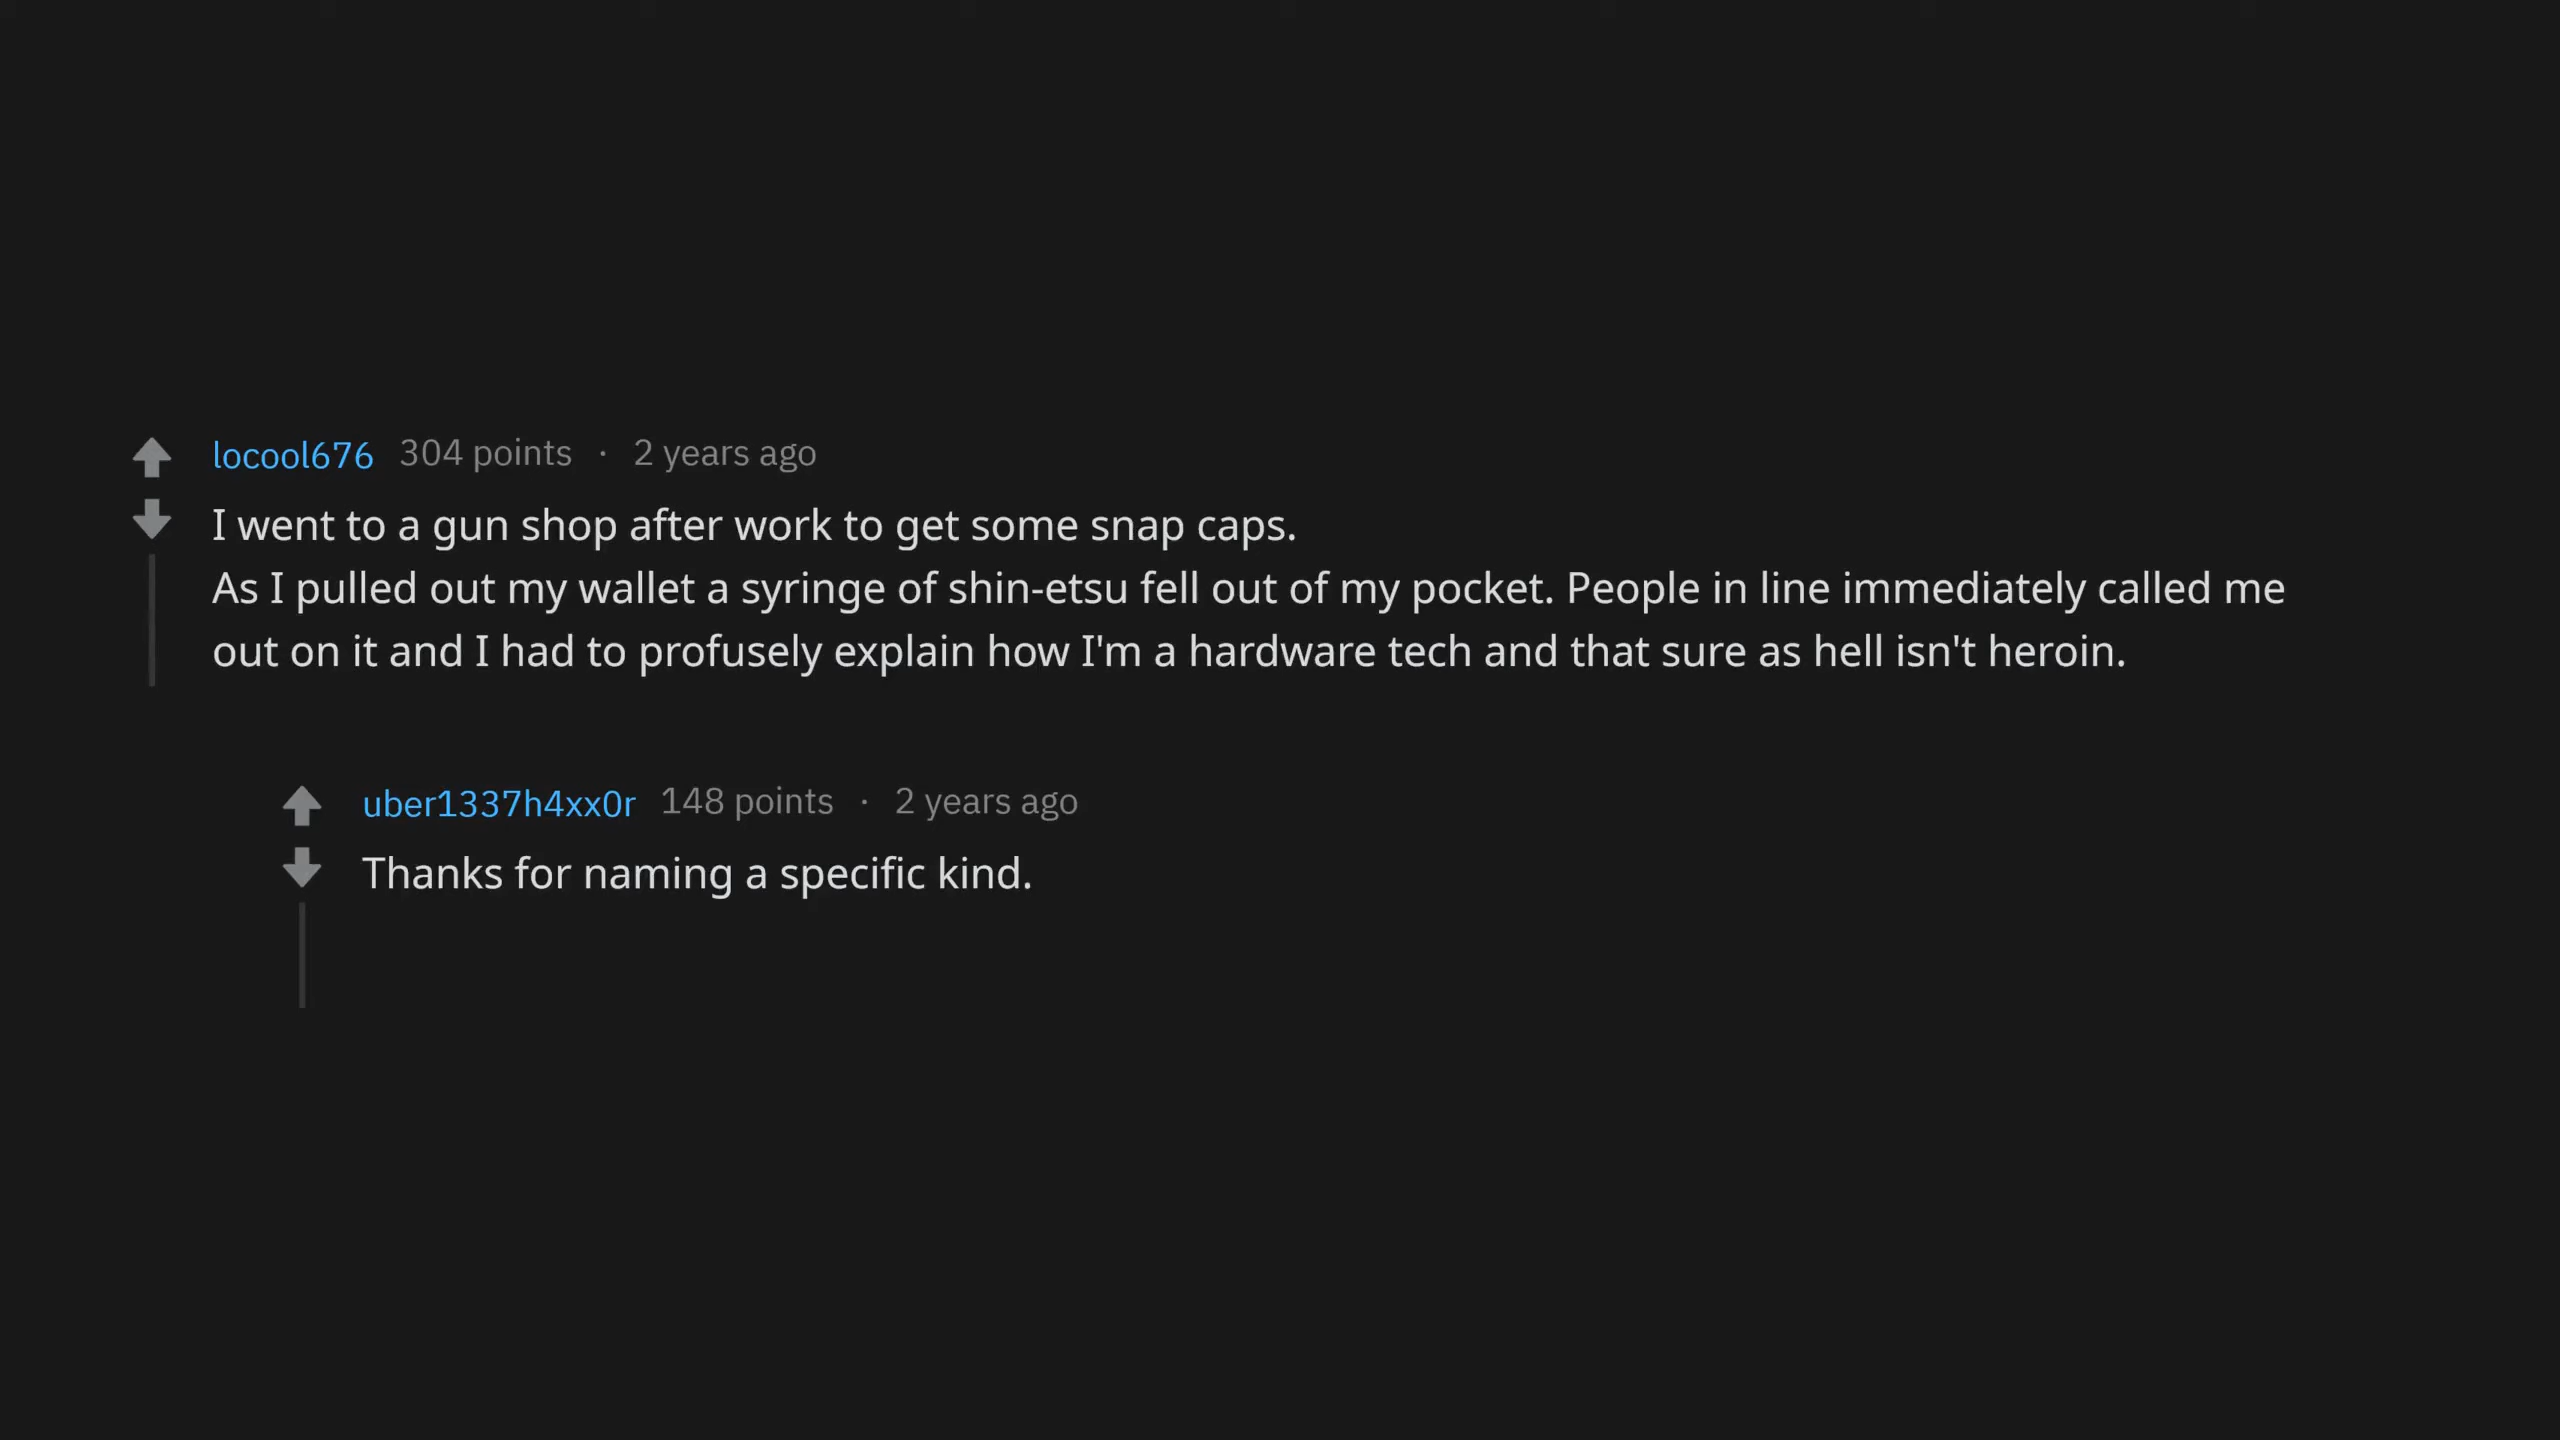 locool676 304 points · 2 years ago
I went to a gun shop after work to get some snap caps.
As I pulled out my wallet a syringe of shin-etsu fell out of my pocket. People in line immediately called me
out on it and I had to profusely explain how I'm a hardware tech and that sure as hell isn't heroin.
uber1337h4xx0r 148 points · 2 years ago
Thanks for naming a specific kind.